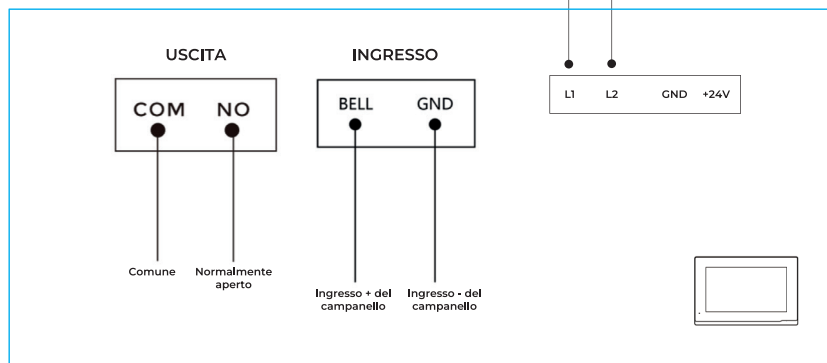 USCITA
COM NO
Comune
Normalmente
aperto
INGRESSO
BELL GND
Ingresso + del
campanello
Ingresso - del
campanello
L1 L2 GND +24V